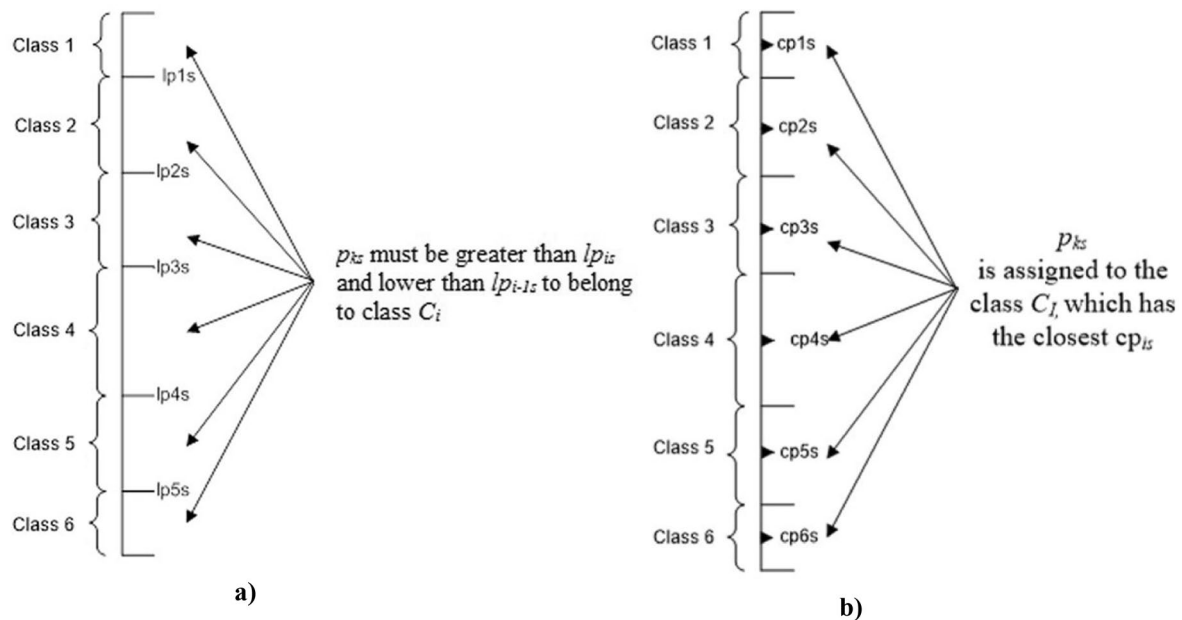 Class 1
lp1s
Class 2
lp2s
Class 3
lp3s
Class 4
lp4s
Class 5
lp5s
Class 6
pks must be greater than lpis
and lower than lpi-1s to belong
to class Ci
a)
Class 1
cp1s
Class 2
cp2s
Class 3
cp3s
Class 4
cp4s
Class 5
cp5s
Class 6
cp6s
pks
is assigned to the
class CI, which has
the closest cpis
b)